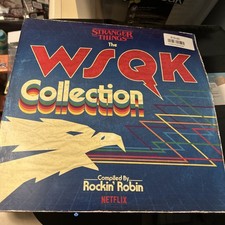 STRANGER
THINGS
The
WSQK
Collection
Compiled By
Rockin' Robin
NETFLIX